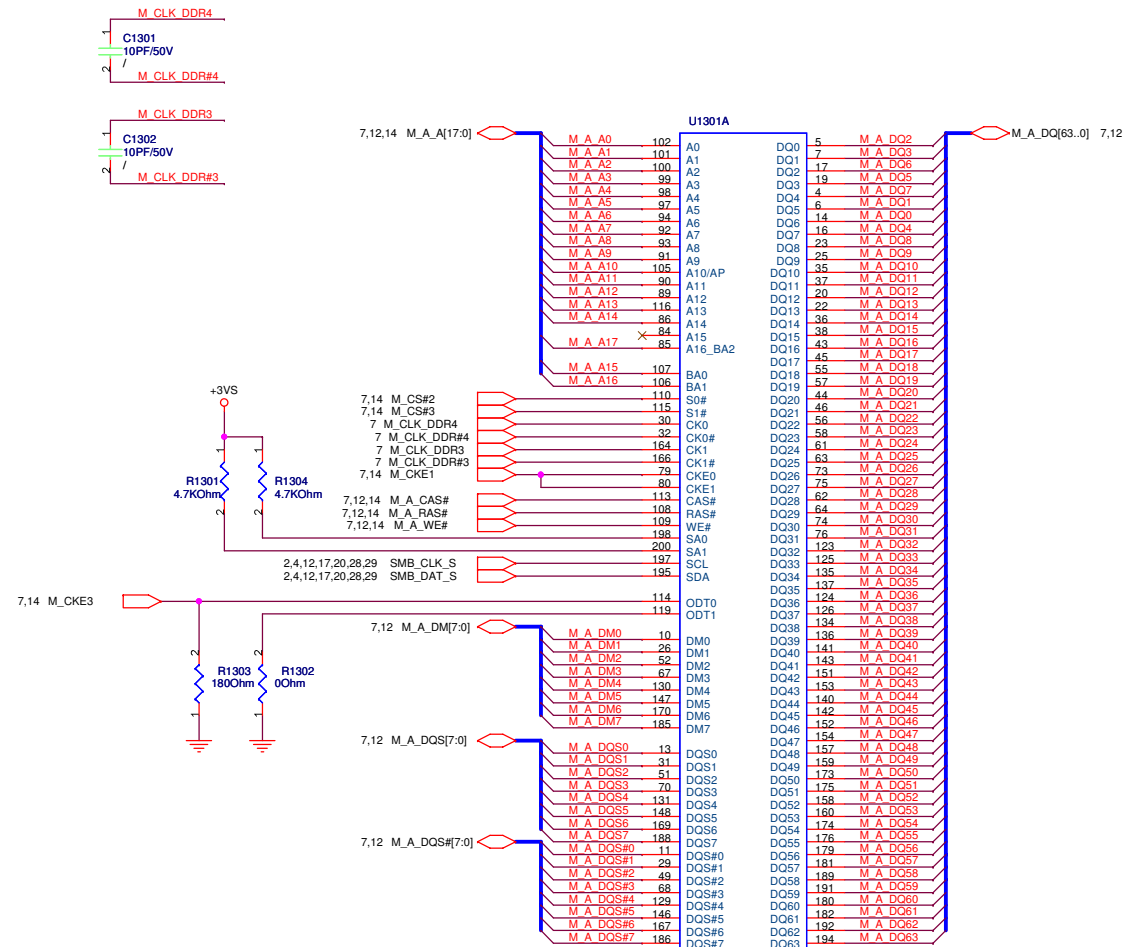 M_CLK_DDR4
1
C1301
10PF/50V
/
2
M_CLK_DDR#4
M_CLK_DDR3
1
C1302
10PF/50V
/
2
M_CLK_DDR#3
U1301A
7,12,14 M_A_A[17:0]
M_A_A0 102 A0
M_A_A1 101 A1
M_A_A2 100 A2
M_A_A3 99 A3
M_A_A4 98 A4
M_A_A5 97 A5
M_A_A6 94 A6
M_A_A7 92 A7
M_A_A8 93 A8
M_A_A9 91 A9
M_A_A10 105 A10/AP
M_A_A11 90 A11
M_A_A12 89 A12
M_A_A13 116 A13
M_A_A14 86 A14
84 A15
M_A_A17 85 A16_BA2
M_A_A15 107 BA0
M_A_A16 106 BA1
7,14 M_CS#2 110 S0#
7,14 M_CS#3 115 S1#
7 M_CLK_DDR4 30 CK0
7 M_CLK_DDR#4 32 CK0#
7 M_CLK_DDR3 164 CK1
7 M_CLK_DDR#3 166 CK1#
7,14 M_CKE1 79 CKE0
80 CKE1
7,12,14 M_A_CAS# 113 CAS#
7,12,14 M_A_RAS# 108 RAS#
7,12,14 M_A_WE# 109 WE#
198 SA0
200 SA1
2,4,12,17,20,28,29 SMB_CLK_S 197 SCL
2,4,12,17,20,28,29 SMB_DAT_S 195 SDA
+3VS
1 1
R1301 R1304
4.7KOhm 4.7KOhm
2 2
7,14 M_CKE3 114 ODT0
119 ODT1
2 2
R1303 R1302
180Ohm 0Ohm
1 1
7,12 M_A_DM[7:0]
M_A_DM0 10 DM0
M_A_DM1 26 DM1
M_A_DM2 52 DM2
M_A_DM3 67 DM3
M_A_DM4 130 DM4
M_A_DM5 147 DM5
M_A_DM6 170 DM6
M_A_DM7 185 DM7
7,12 M_A_DQS[7:0]
M_A_DQS0 13 DQS0
M_A_DQS1 31 DQS1
M_A_DQS2 51 DQS2
M_A_DQS3 70 DQS3
M_A_DQS4 131 DQS4
M_A_DQS5 148 DQS5
M_A_DQS6 169 DQS6
M_A_DQS7 188 DQS7
7,12 M_A_DQS#[7:0]
M_A_DQS#0 11 DQS#0
M_A_DQS#1 29 DQS#1
M_A_DQS#2 49 DQS#2
M_A_DQS#3 68 DQS#3
M_A_DQS#4 129 DQS#4
M_A_DQS#5 146 DQS#5
M_A_DQS#6 167 DQS#6
M_A_DQS#7 186 DQS#7
M_A_DQ[63..0] 7,12
DQ0 5 M_A_DQ2
DQ1 7 M_A_DQ3
DQ2 17 M_A_DQ6
DQ3 19 M_A_DQ5
DQ4 4 M_A_DQ7
DQ5 6 M_A_DQ1
DQ6 14 M_A_DQ0
DQ7 16 M_A_DQ4
DQ8 23 M_A_DQ8
DQ9 25 M_A_DQ9
DQ10 35 M_A_DQ10
DQ11 37 M_A_DQ11
DQ12 20 M_A_DQ12
DQ13 22 M_A_DQ13
DQ14 36 M_A_DQ14
DQ15 38 M_A_DQ15
DQ16 43 M_A_DQ16
DQ17 45 M_A_DQ17
DQ18 55 M_A_DQ18
DQ19 57 M_A_DQ19
DQ20 44 M_A_DQ20
DQ21 46 M_A_DQ21
DQ22 56 M_A_DQ22
DQ23 58 M_A_DQ23
DQ24 61 M_A_DQ24
DQ25 63 M_A_DQ25
DQ26 73 M_A_DQ26
DQ27 75 M_A_DQ27
DQ28 62 M_A_DQ28
DQ29 64 M_A_DQ29
DQ30 74 M_A_DQ30
DQ31 76 M_A_DQ31
DQ32 123 M_A_DQ32
DQ33 125 M_A_DQ33
DQ34 135 M_A_DQ34
DQ35 137 M_A_DQ35
DQ36 124 M_A_DQ36
DQ37 126 M_A_DQ37
DQ38 134 M_A_DQ38
DQ39 136 M_A_DQ39
DQ40 141 M_A_DQ40
DQ41 143 M_A_DQ41
DQ42 151 M_A_DQ42
DQ43 153 M_A_DQ43
DQ44 140 M_A_DQ44
DQ45 142 M_A_DQ45
DQ46 152 M_A_DQ46
DQ47 154 M_A_DQ47
DQ48 157 M_A_DQ48
DQ49 159 M_A_DQ49
DQ50 173 M_A_DQ50
DQ51 175 M_A_DQ51
DQ52 158 M_A_DQ52
DQ53 160 M_A_DQ53
DQ54 174 M_A_DQ54
DQ55 176 M_A_DQ55
DQ56 179 M_A_DQ56
DQ57 181 M_A_DQ57
DQ58 189 M_A_DQ58
DQ59 191 M_A_DQ59
DQ60 180 M_A_DQ60
DQ61 182 M_A_DQ61
DQ62 192 M_A_DQ62
DQ63 194 M_A_DQ63